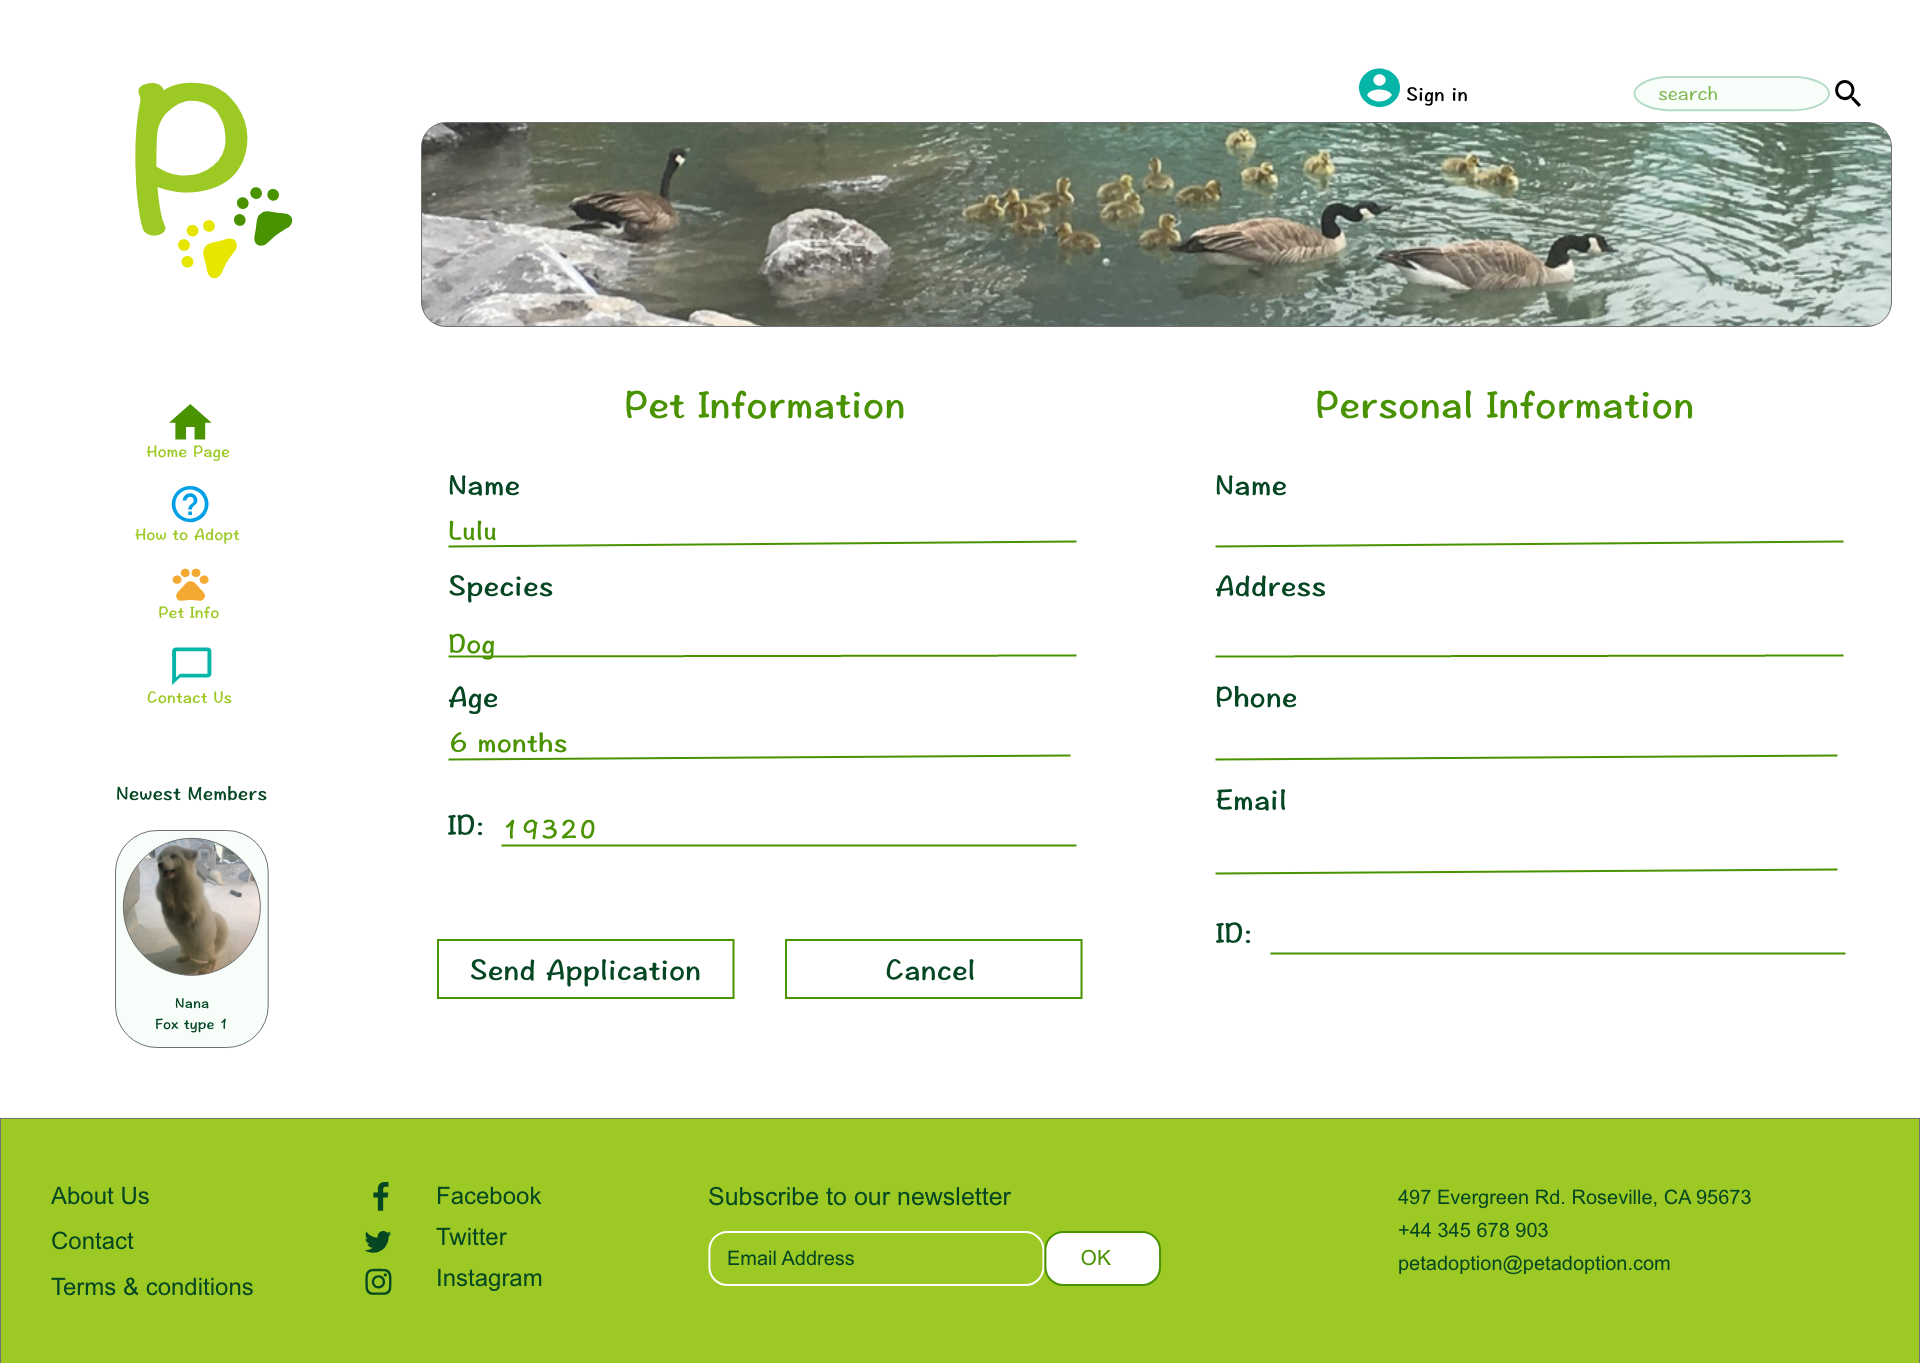 p
Sign in
search
Home Page
How to Adopt
Pet Info
Contact Us
Newest Members
Nana
Fox type 1
Pet Information
Name
Lulu
Species
Dog
Age
6 months
ID: 19320
Send Application
Cancel
Personal Information
Name
Address
Phone
Email
ID:
About Us
Contact
Terms & conditions
Facebook
Twitter
Instagram
Subscribe to our newsletter
Email Address
OK
497 Evergreen Rd. Roseville, CA 95673
+44 345 678 903
petadoption@petadoption.com